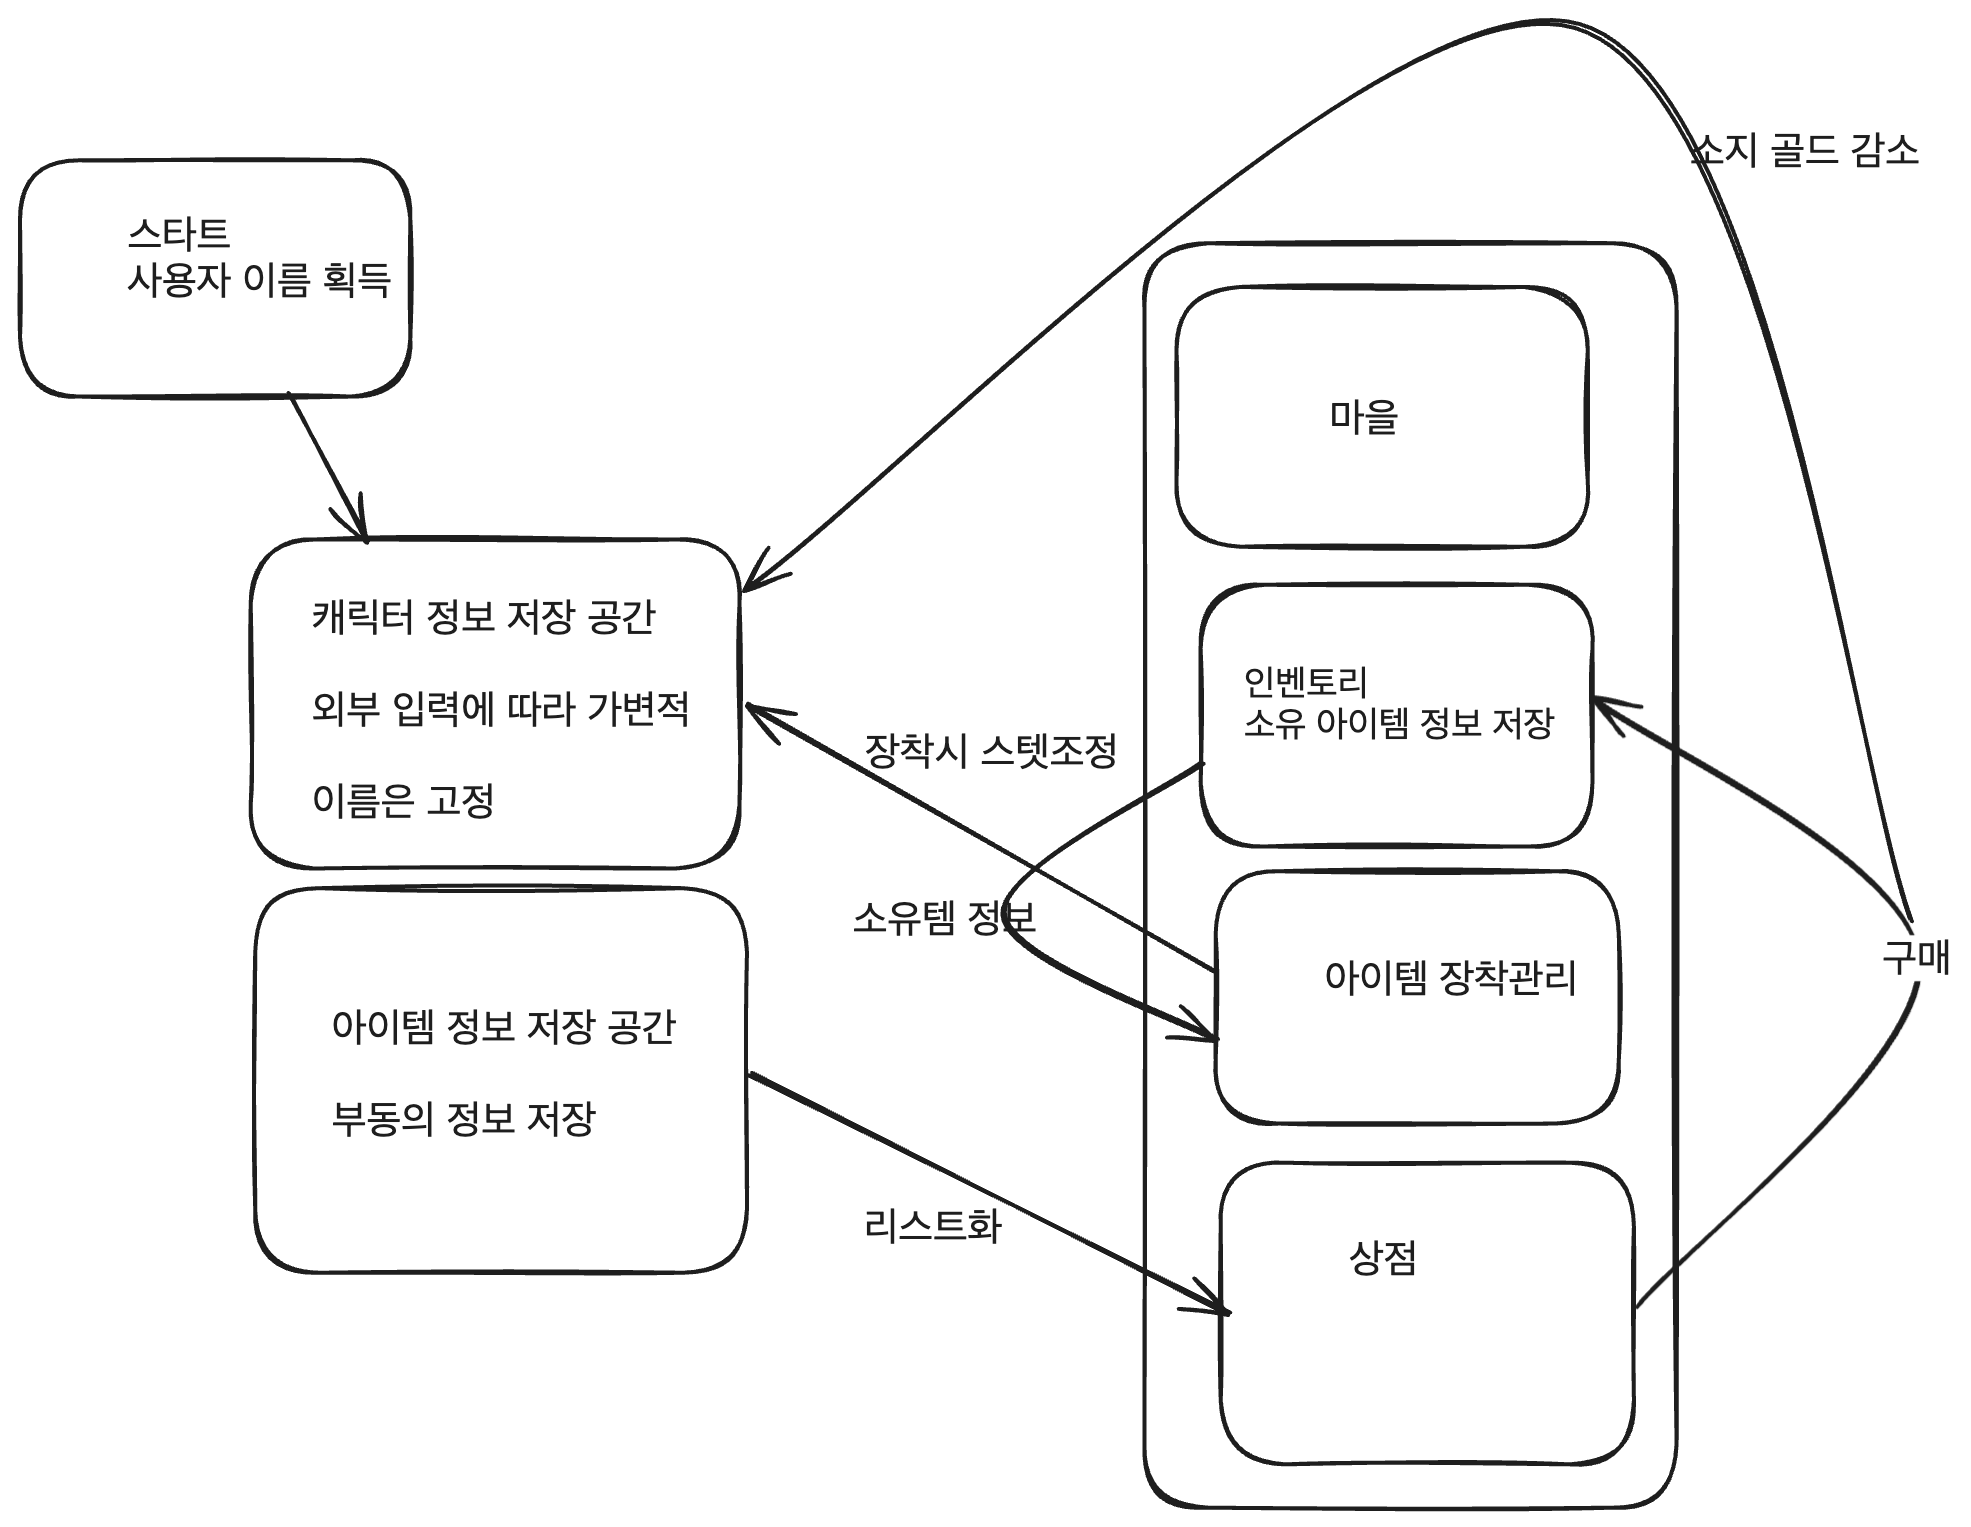 스타트
사용자 이름 획득
소지 골드 감소
마을
캐릭터 정보 저장 공간
외부 입력에 따라 가변적
이름은 고정
인벤토리
소유 아이템 정보 저장
장착시 스텟조정
소유템 정보
아이템 장착관리
구매
아이템 정보 저장 공간
부동의 정보 저장
리스트화
상점